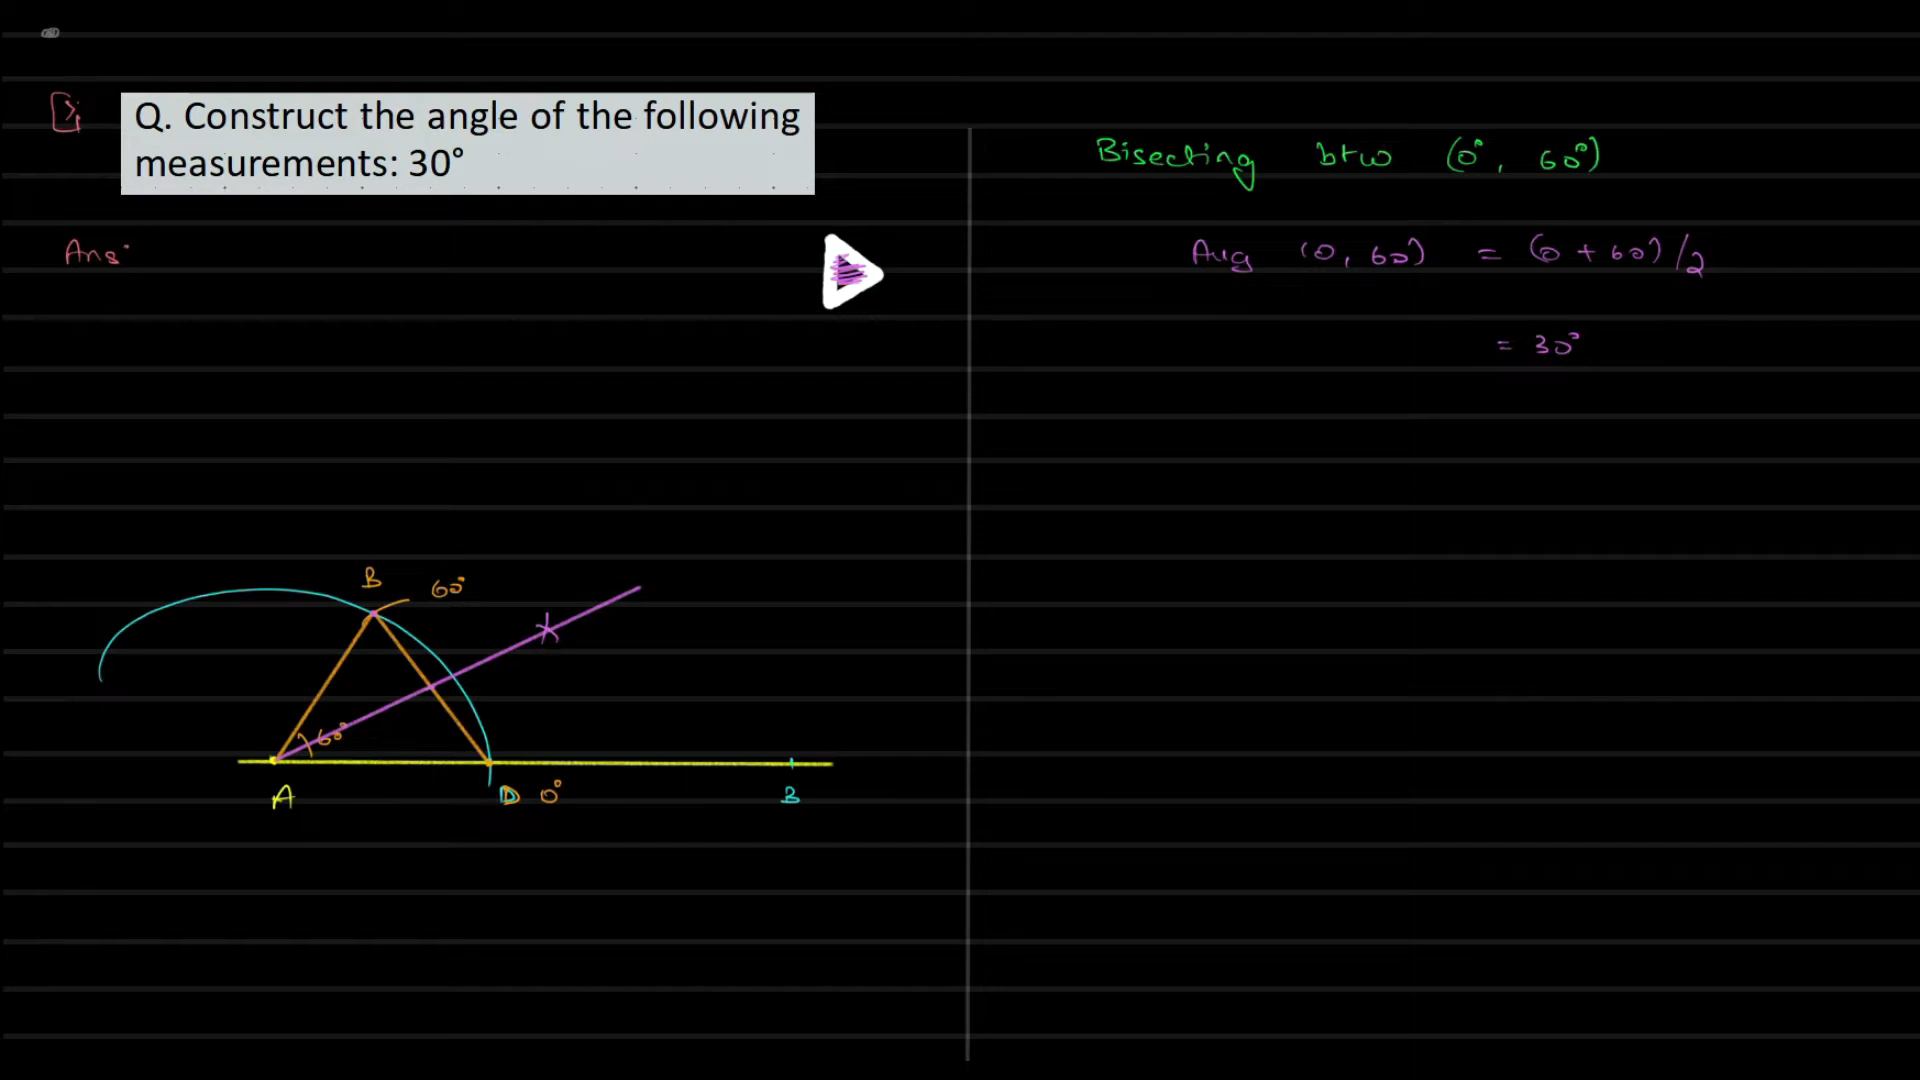 Q. Construct the angle of the following
measurements: 30°
Ans:
B 60°
60°
A D 0° B
Bisecting btw (0°, 60°)
Avg (0, 60) = (0 + 60) / 2
= 30°